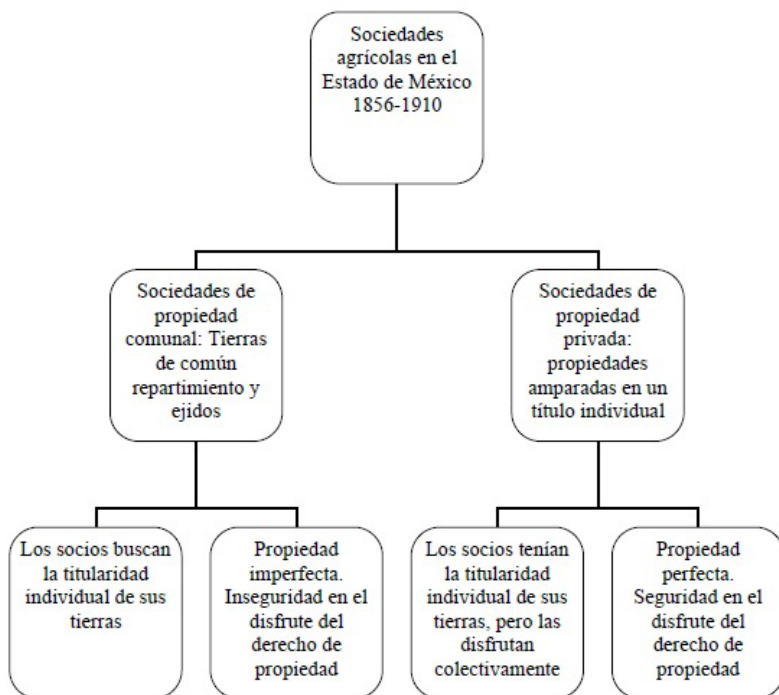 Sociedades
agrícolas en el
Estado de México
1856-1910
Sociedades de
propiedad
comunal: Tierras
de común
repartimiento y
ejidos
Sociedades de
propiedad
privada:
propiedades
amparadas en un
título individual
Los socios buscan
la titularidad
individual de sus
tierras
Propiedad
imperfecta.
Inseguridad en el
disfrute del
derecho de
propiedad
Los socios tenían
la titularidad
individual de sus
tierras, pero las
disfrutan
colectivamente
Propiedad
perfecta.
Seguridad en el
disfrute del
derecho de
propiedad